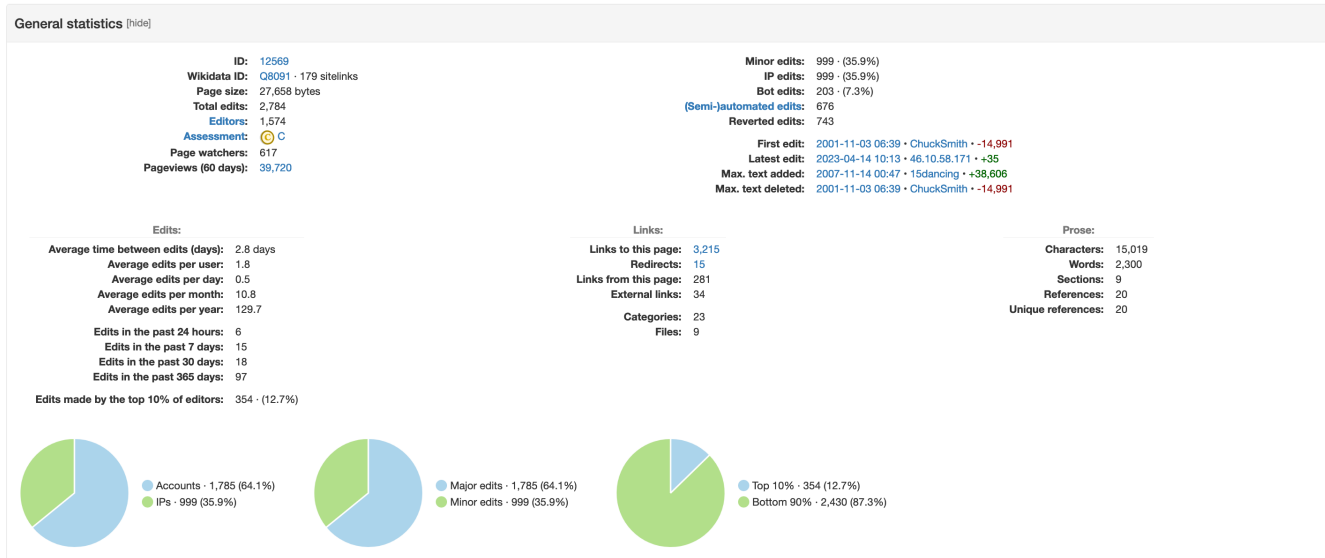 General statistics [hide]
ID: 12569
Wikidata ID: Q8091 · 179 sitelinks
Page size: 27,658 bytes
Total edits: 2,784
Editors: 1,574
Assessment: C C
Page watchers: 617
Pageviews (60 days): 39,720
Minor edits: 999 · (35.9%)
IP edits: 999 · (35.9%)
Bot edits: 203 · (7.3%)
(Semi-)automated edits: 676
Reverted edits: 743
First edit: 2001-11-03 06:39 • ChuckSmith • -14,991
Latest edit: 2023-04-14 10:13 • 46.10.58.171 • +35
Max. text added: 2007-11-14 00:47 • 15dancing • +38,606
Max. text deleted: 2001-11-03 06:39 • ChuckSmith • -14,991
Edits:
Average time between edits (days): 2.8 days
Average edits per user: 1.8
Average edits per day: 0.5
Average edits per month: 10.8
Average edits per year: 129.7
Edits in the past 24 hours: 6
Edits in the past 7 days: 15
Edits in the past 30 days: 18
Edits in the past 365 days: 97
Edits made by the top 10% of editors: 354 · (12.7%)
Links:
Links to this page: 3,215
Redirects: 15
Links from this page: 281
External links: 34
Categories: 23
Files: 9
Prose:
Characters: 15,019
Words: 2,300
Sections: 9
References: 20
Unique references: 20
Accounts · 1,785 (64.1%)
IPs · 999 (35.9%)
Major edits · 1,785 (64.1%)
Minor edits · 999 (35.9%)
Top 10% · 354 (12.7%)
Bottom 90% · 2,430 (87.3%)